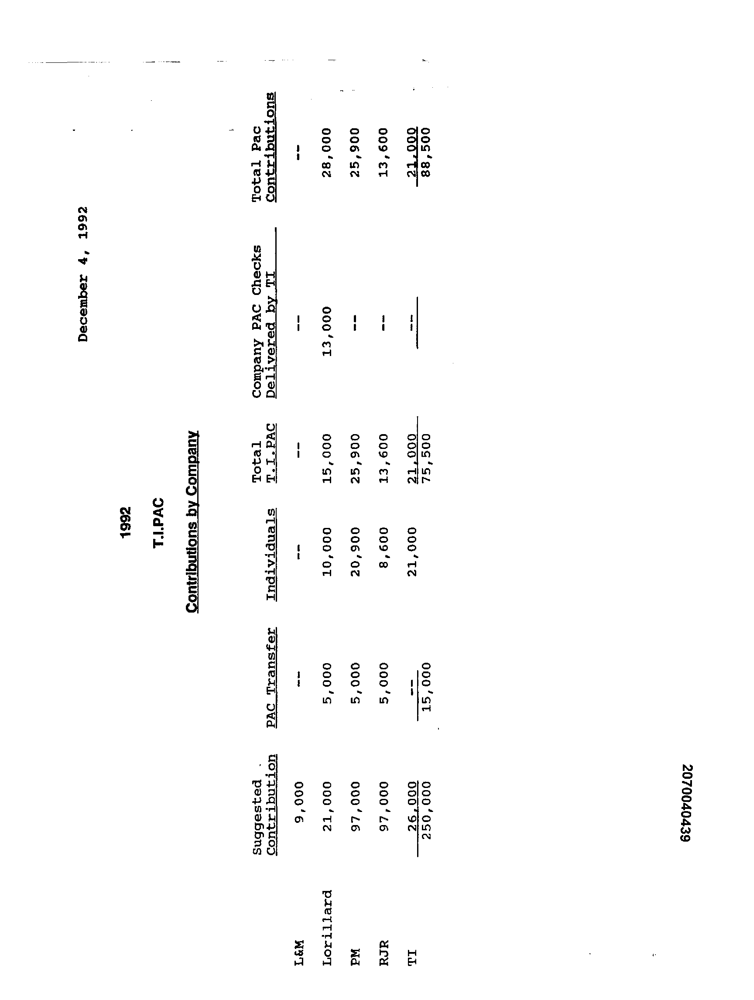 December 4, 1992
1992
T.I.PAC
Contributions by Company
Suggested Contribution PAC Transfer Individuals Total T.I.PAC Company PAC Checks Delivered by TI Total Pac Contributions
L&M 9,000 -- -- -- -- --
Lorillard 21,000 5,000 10,000 15,000 13,000 28,000
PM 97,000 5,000 20,900 25,900 -- 25,900
RJR 97,000 5,000 8,600 13,600 -- 13,600
TI 26,000 -- 21,000 21,000 -- 21,000
250,000 15,000 75,500 88,500
2070040439